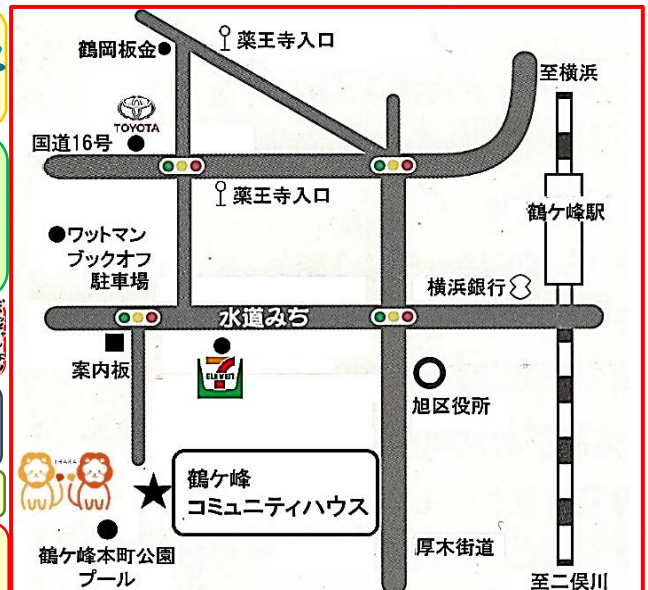 薬王寺入口
鶴岡板金
至横浜
TOYOTA
国道16号
薬王寺入口
鶴ケ峰駅
ワットマン
ブックオフ
駐車場
横浜銀行
水道みち
案内板
7
ELEVEN
旭区役所
鶴ケ峰
コミュニティハウス
鶴ケ峰本町公園
プール
厚木街道
至二俣川